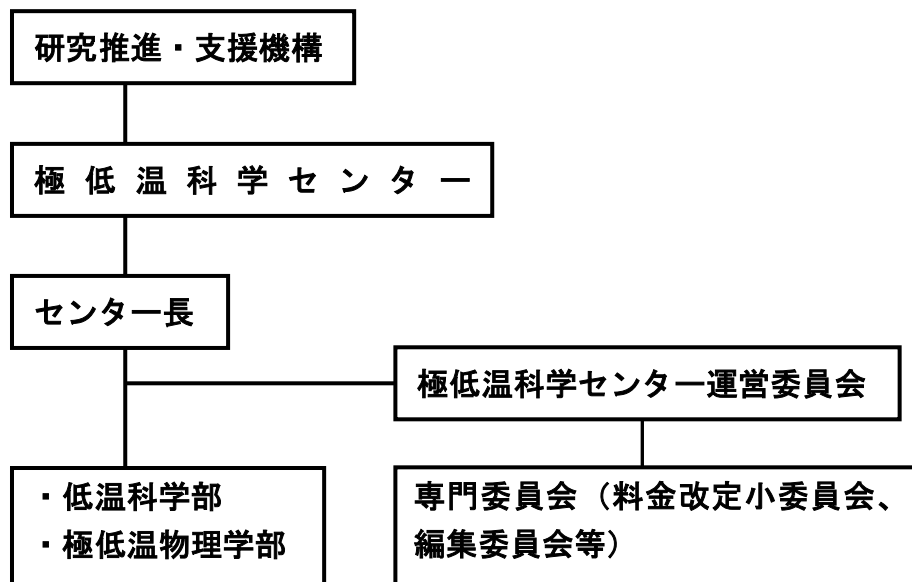 研究推進・支援機構
極低温科学センター
センター長
極低温科学センター運営委員会
・低温科学部
・極低温物理学部
専門委員会（料金改定小委員会、
編集委員会等）